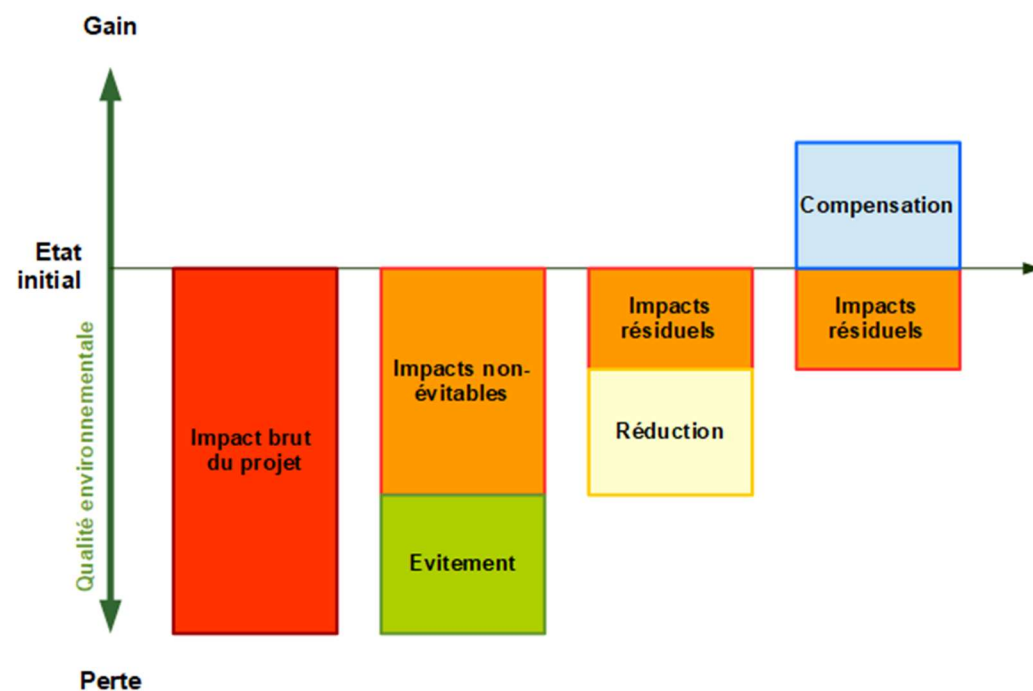 Gain
Etat
initial
Qualité environnementale
Perte
Impact brut
du projet
Impacts non-
évitables
Evitement
Impacts
résiduels
Réduction
Compensation
Impacts
résiduels